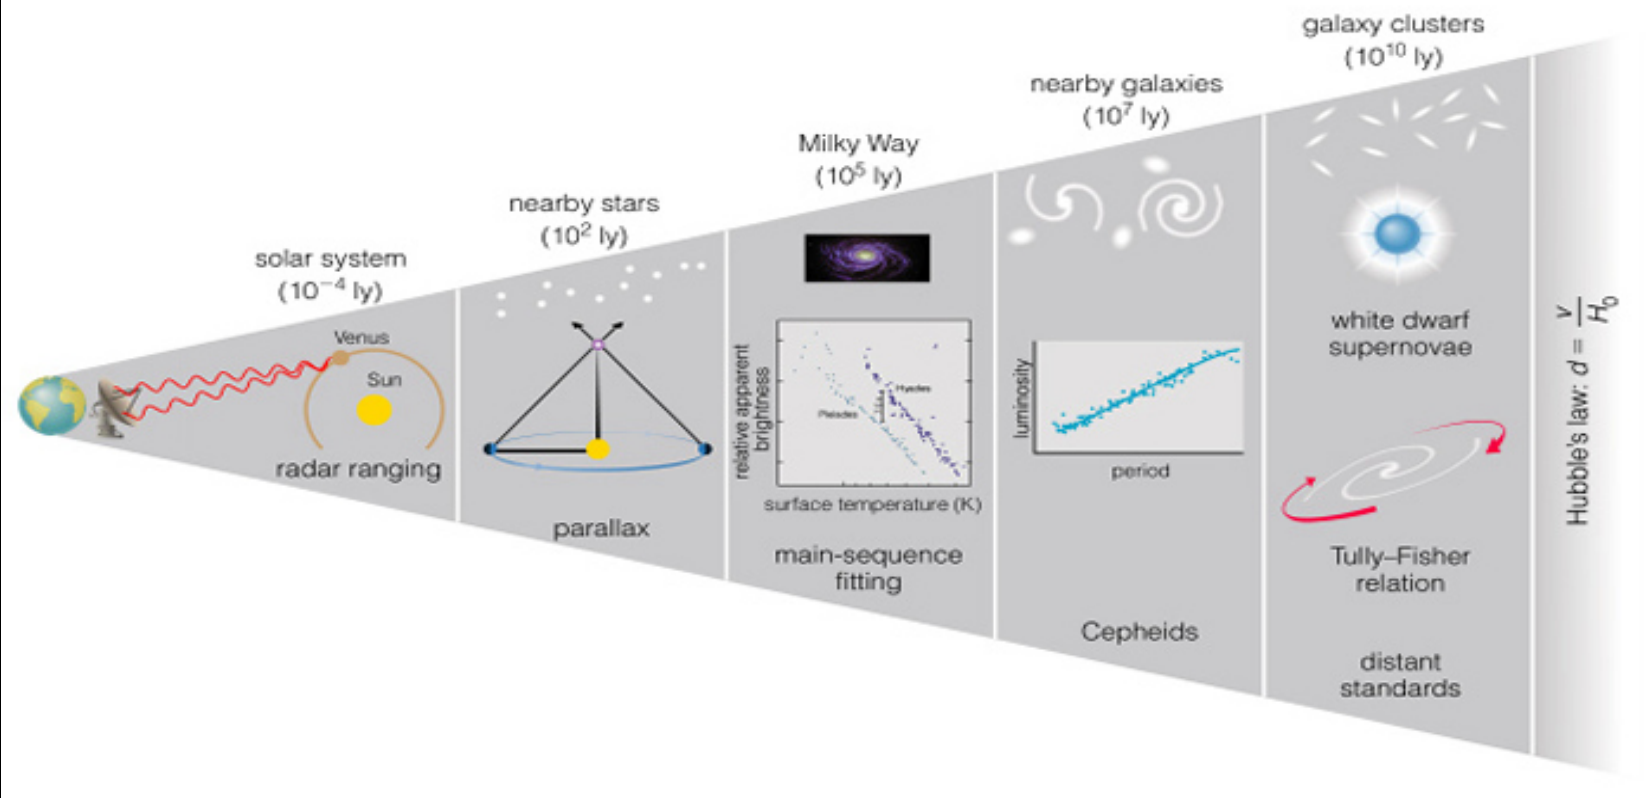 solar system
(10⁻⁴ ly)
Venus
Sun
radar ranging
nearby stars
(10² ly)
parallax
Milky Way
(10⁵ ly)
relative apparent
brightness
Hyades
Pleiades
surface temperature (K)
main-sequence
fitting
nearby galaxies
(10⁷ ly)
luminosity
period
Cepheids
galaxy clusters
(10¹⁰ ly)
white dwarf
supernovae
Tully–Fisher
relation
distant
standards
Hubble's law: d = v/H₀